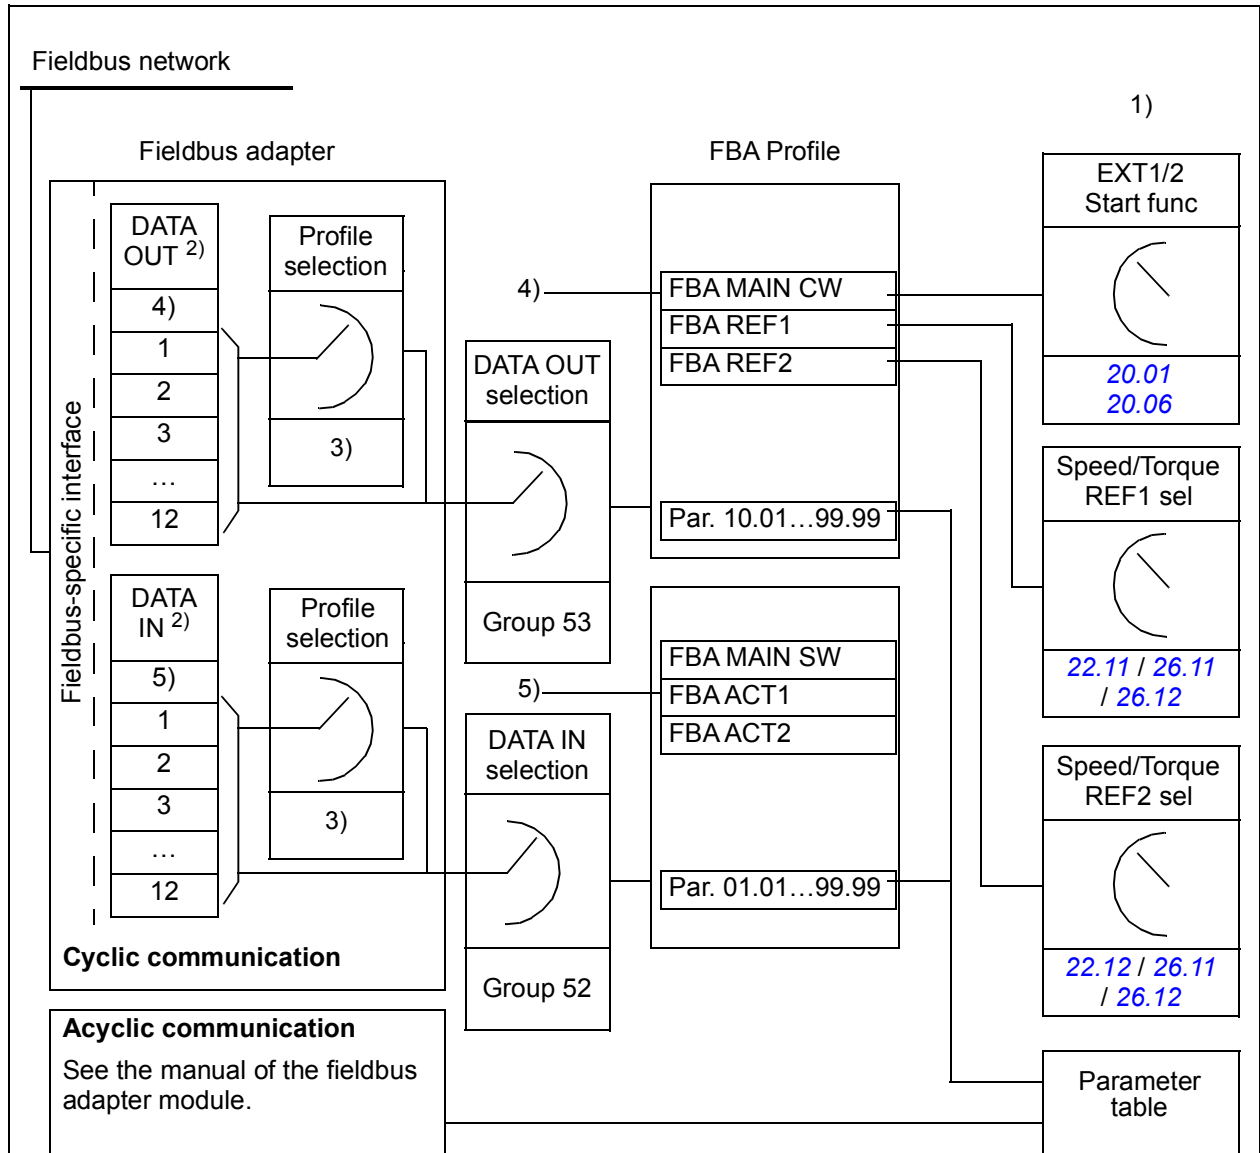 Fieldbus network
1)
Fieldbus adapter
FBA Profile
EXT1/2
Start func
20.01
20.06
Fieldbus-specific interface
DATA
OUT 2)
4)
1
2
3
…
12
Profile
selection
3)
4)
DATA OUT
selection
Group 53
FBA MAIN CW
FBA REF1
FBA REF2
Par. 10.01…99.99
Speed/Torque
REF1 sel
22.11 / 26.11
/ 26.12
DATA
IN 2)
5)
1
2
3
…
12
Profile
selection
3)
5)
DATA IN
selection
Group 52
FBA MAIN SW
FBA ACT1
FBA ACT2
Par. 01.01…99.99
Speed/Torque
REF2 sel
22.12 / 26.11
/ 26.12
Cyclic communication
Acyclic communication
See the manual of the fieldbus
adapter module.
Parameter
table